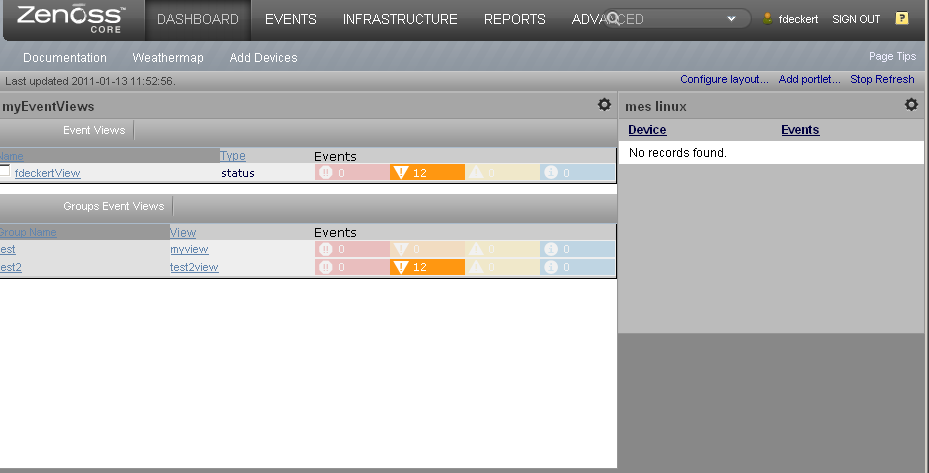 Zenoss™ CORE DASHBOARD EVENTS INFRASTRUCTURE REPORTS ADVANCED fdeckert SIGN OUT ?
Documentation Weathermap Add Devices Page Tips
Last updated 2011-01-13 11:52:56. Configure layout... Add portlet... Stop Refresh
myEventViews
Event Views
Name Type Events
fdeckertView status 0 12 0 0
Groups Event Views
Group Name View Events
est myview 0 0 0 0
est2 test2view 0 12 0 0
mes linux
Device Events
No records found.